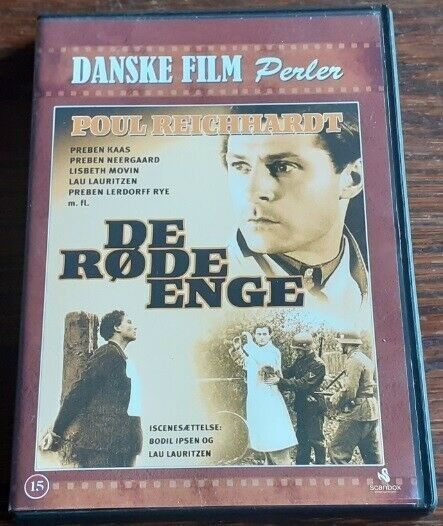 DANSKE FILM Perler
POUL REICHHARDT
PREBEN KAAS
PREBEN NEERGAARD
LISBETH MOVIN
LAU LAURITZEN
PREBEN LERDORFF RYE
m. fl.
DE
RØDE
ENGE
ISCENESÆTTELSE:
BODIL IPSEN OG
LAU LAURITZEN
15
scanbox